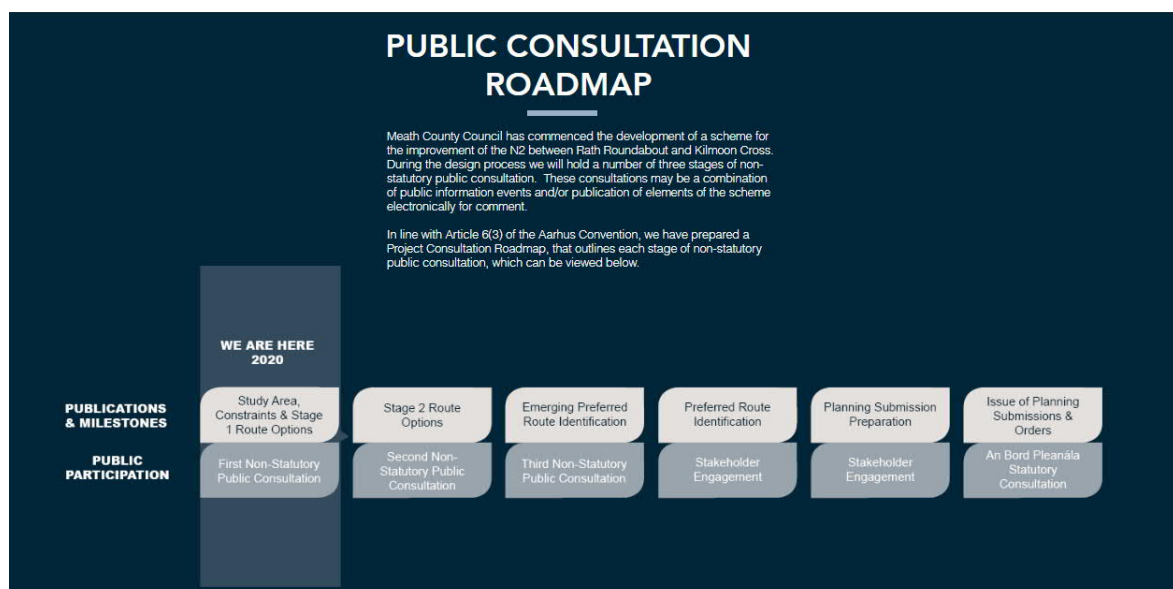 PUBLIC CONSULTATION
ROADMAP
Meath County Council has commenced the development of a scheme for
the improvement of the N2 between Rath Roundabout and Kilmoon Cross.
During the design process we will hold a number of three stages of non-
statutory public consultation.  These consultations may be a combination
of public information events and/or publication of elements of the scheme
electronically for comment.
In line with Article 6(3) of the Aarhus Convention, we have prepared a
Project Consultation Roadmap, that outlines each stage of non-statutory
public consultation, which can be viewed below.
WE ARE HERE
2020
PUBLICATIONS
& MILESTONES
Study Area,
Constraints & Stage
1 Route Options
Stage 2 Route
Options
Emerging Preferred
Route Identification
Preferred Route
Identification
Planning Submission
Preparation
Issue of Planning
Submissions &
Orders
PUBLIC
PARTICIPATION
First Non-Statutory
Public Consultation
Second Non-
Statutory Public
Consultation
Third Non-Statutory
Public Consultation
Stakeholder
Engagement
Stakeholder
Engagement
An Bord Pleanála
Statutory
Consultation